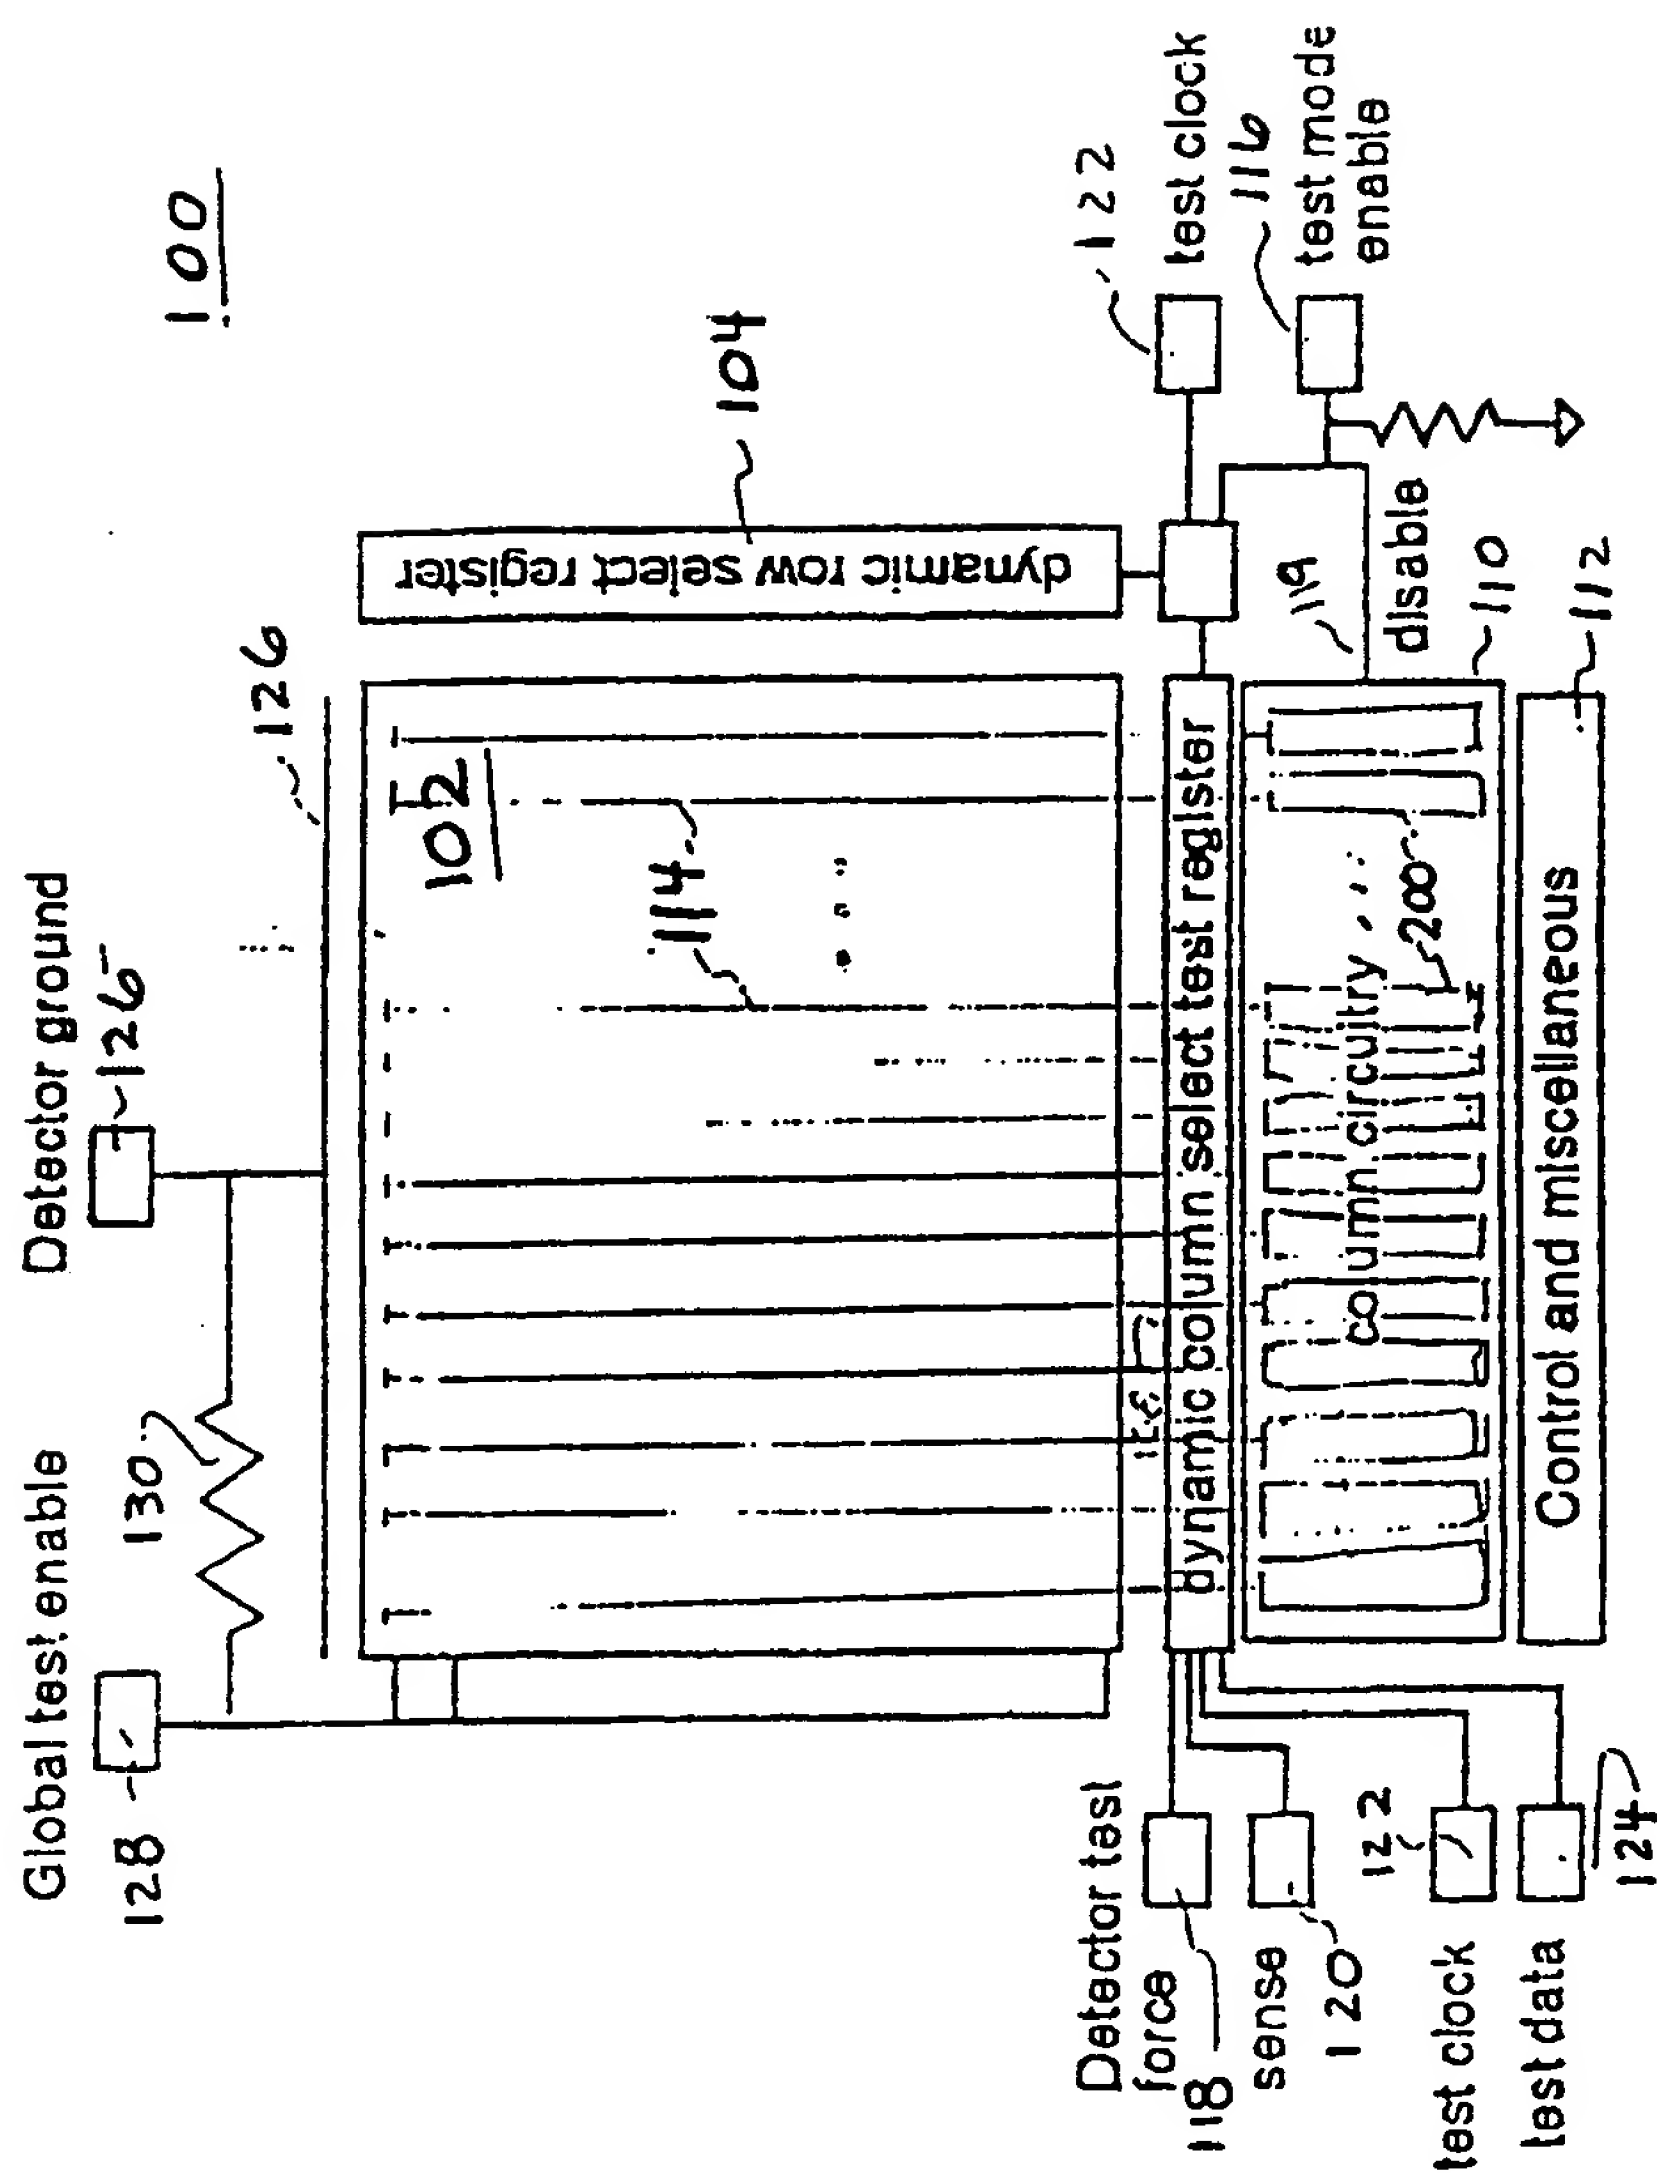 Global test enable
Detector ground
128
130
126
100
126
102
114
104
dynamic row select register
Detector test
force
118
sense
120
122
test clock
test data
124
dynamic column select test register
122
test clock
116
test mode
enable
119
disable
column circuitry
200
110
Control and miscellaneous
112